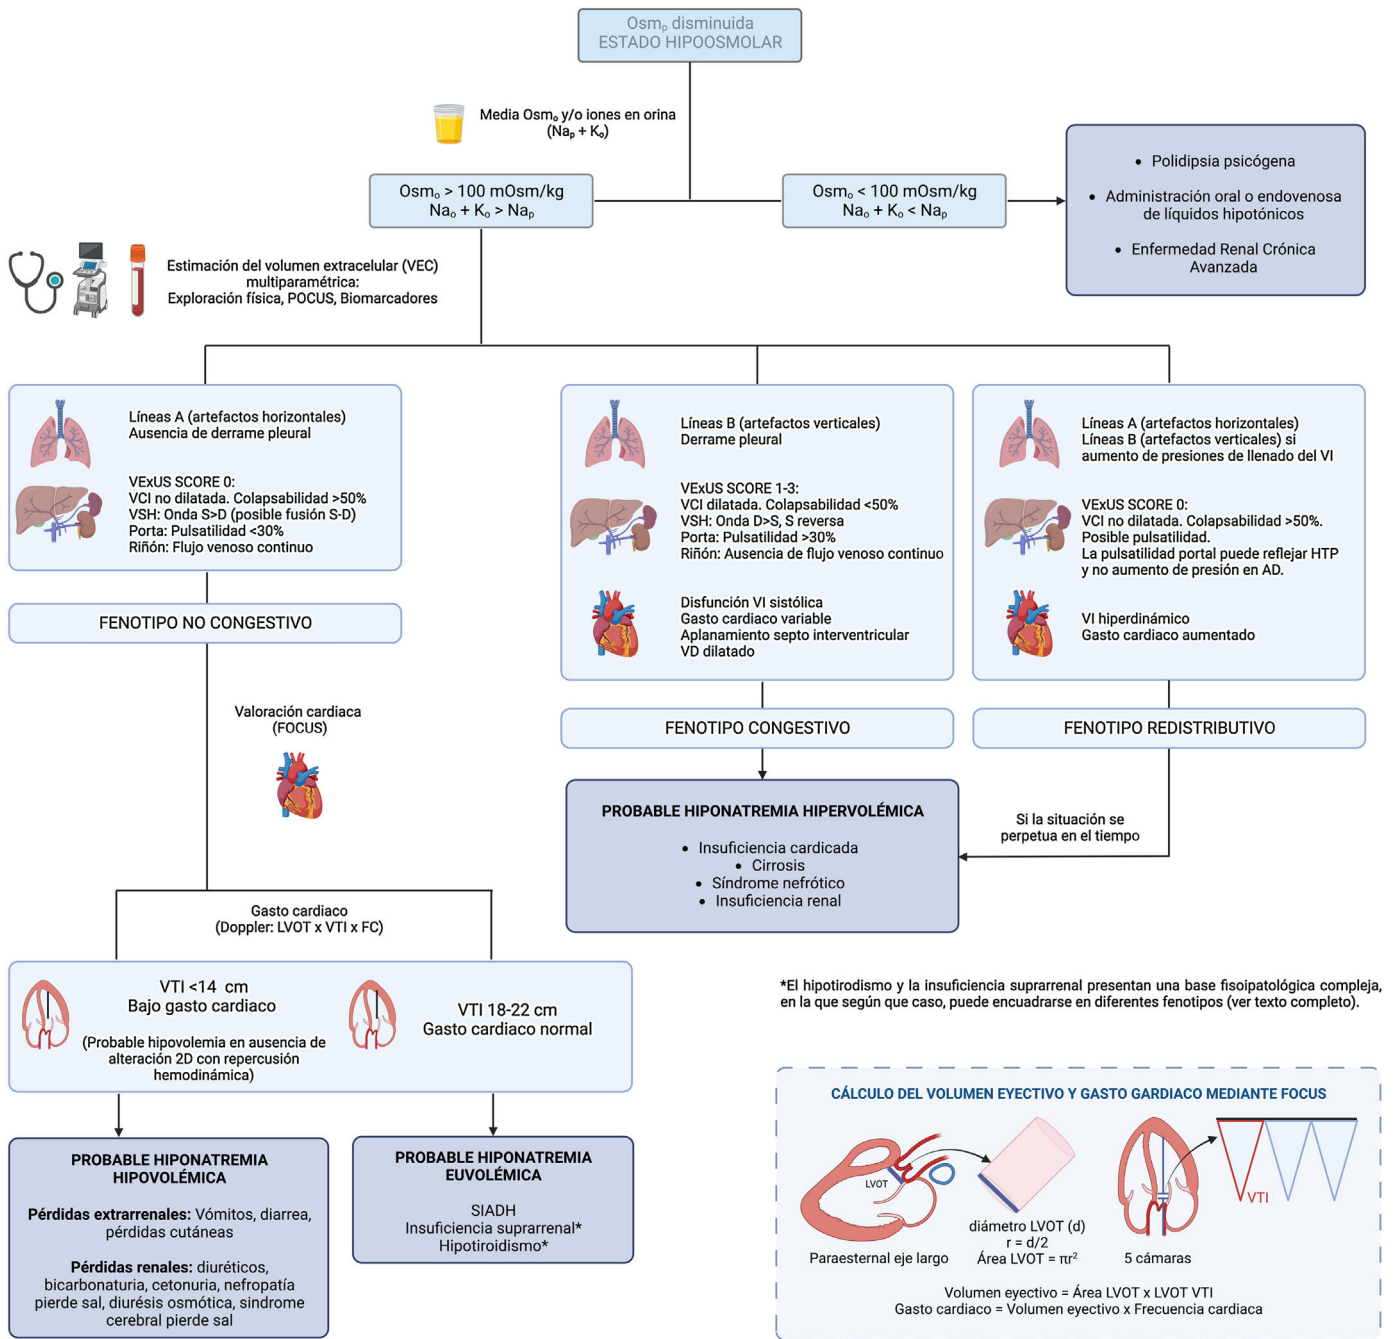 Osmₚ disminuida
ESTADO HIPOOSMOLAR
Media Osmₒ y/o iones en orina
(Naₚ + Kₒ)
Osmₒ > 100 mOsm/kg
Naₒ + Kₒ > Naₚ
Osmₒ < 100 mOsm/kg
Naₒ + Kₒ < Naₚ
• Polidipsia psicógena
• Administración oral o endovenosa
de líquidos hipotónicos
• Enfermedad Renal Crónica
Avanzada
Estimación del volumen extracelular (VEC)
multiparamétrica:
Exploración física, POCUS, Biomarcadores
Líneas A (artefactos horizontales)
Ausencia de derrame pleural
VExUS SCORE 0:
VCI no dilatada. Colapsabilidad >50%
VSH: Onda S>D (posible fusión S-D)
Porta: Pulsatilidad <30%
Riñón: Flujo venoso continuo
FENOTIPO NO CONGESTIVO
Líneas B (artefactos verticales)
Derrame pleural
VExUS SCORE 1-3:
VCI dilatada. Colapsabilidad <50%
VSH: Onda D>S, S reversa
Porta: Pulsatilidad >30%
Riñón: Ausencia de flujo venoso continuo
Disfunción VI sistólica
Gasto cardiaco variable
Aplanamiento septo interventricular
VD dilatado
FENOTIPO CONGESTIVO
Líneas A (artefactos horizontales)
Líneas B (artefactos verticales) si
aumento de presiones de llenado del VI
VExUS SCORE 0:
VCI no dilatada. Colapsabilidad >50%.
Posible pulsatilidad.
La pulsatilidad portal puede reflejar HTP
y no aumento de presión en AD.
VI hiperdinámico
Gasto cardiaco aumentado
FENOTIPO REDISTRIBUTIVO
Valoración cardiaca
(FOCUS)
PROBABLE HIPONATREMIA HIPERVOLÉMICA
• Insuficiencia cardicada
• Cirrosis
• Síndrome nefrótico
• Insuficiencia renal
Si la situación se
perpetua en el tiempo
Gasto cardiaco
(Doppler: LVOT x VTI x FC)
VTI <14 cm
Bajo gasto cardiaco
(Probable hipovolemia en ausencia de
alteración 2D con repercusión
hemodinámica)
VTI 18-22 cm
Gasto cardiaco normal
PROBABLE HIPONATREMIA
HIPOVOLÉMICA
Pérdidas extrarrenales: Vómitos, diarrea,
pérdidas cutáneas
Pérdidas renales: diuréticos,
bicarbonaturia, cetonuria, nefropatía
pierde sal, diurésis osmótica, sindrome
cerebral pierde sal
PROBABLE HIPONATREMIA
EUVOLÉMICA
SIADH
Insuficiencia suprarrenal*
Hipotiroidismo*
*El hipotirodismo y la insuficiencia suprarrenal presentan una base fisoipatológica compleja,
en la que según que caso, puede encuadrarse en diferentes fenotipos (ver texto completo).
CÁLCULO DEL VOLUMEN EYECTIVO Y GASTO GARDIACO MEDIANTE FOCUS
LVOT
VTI
Paraesternal eje largo
diámetro LVOT (d)
r = d/2
Área LVOT = πr²
5 cámaras
Volumen eyectivo = Área LVOT x LVOT VTI
Gasto cardiaco = Volumen eyectivo x Frecuencia cardiaca